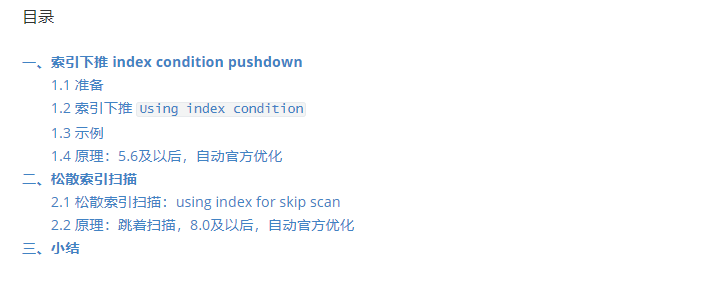 目录
一、索引下推 index condition pushdown
1.1 准备
1.2 索引下推 Using index condition
1.3 示例
1.4 原理：5.6及以后，自动官方优化
二、松散索引扫描
2.1 松散索引扫描：using index for skip scan
2.2 原理：跳着扫描，8.0及以后，自动官方优化
三、小结